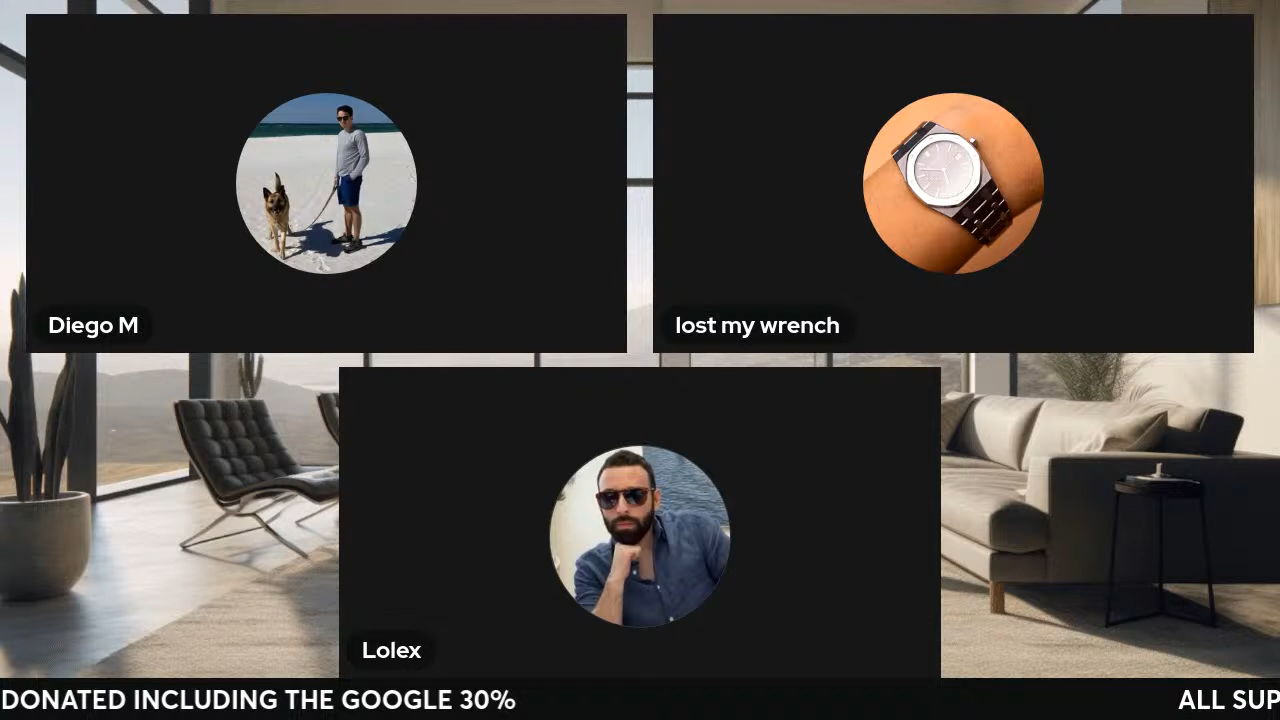 Diego M
lost my wrench
Lolex
DONATED INCLUDING THE GOOGLE 30%
ALL SUP